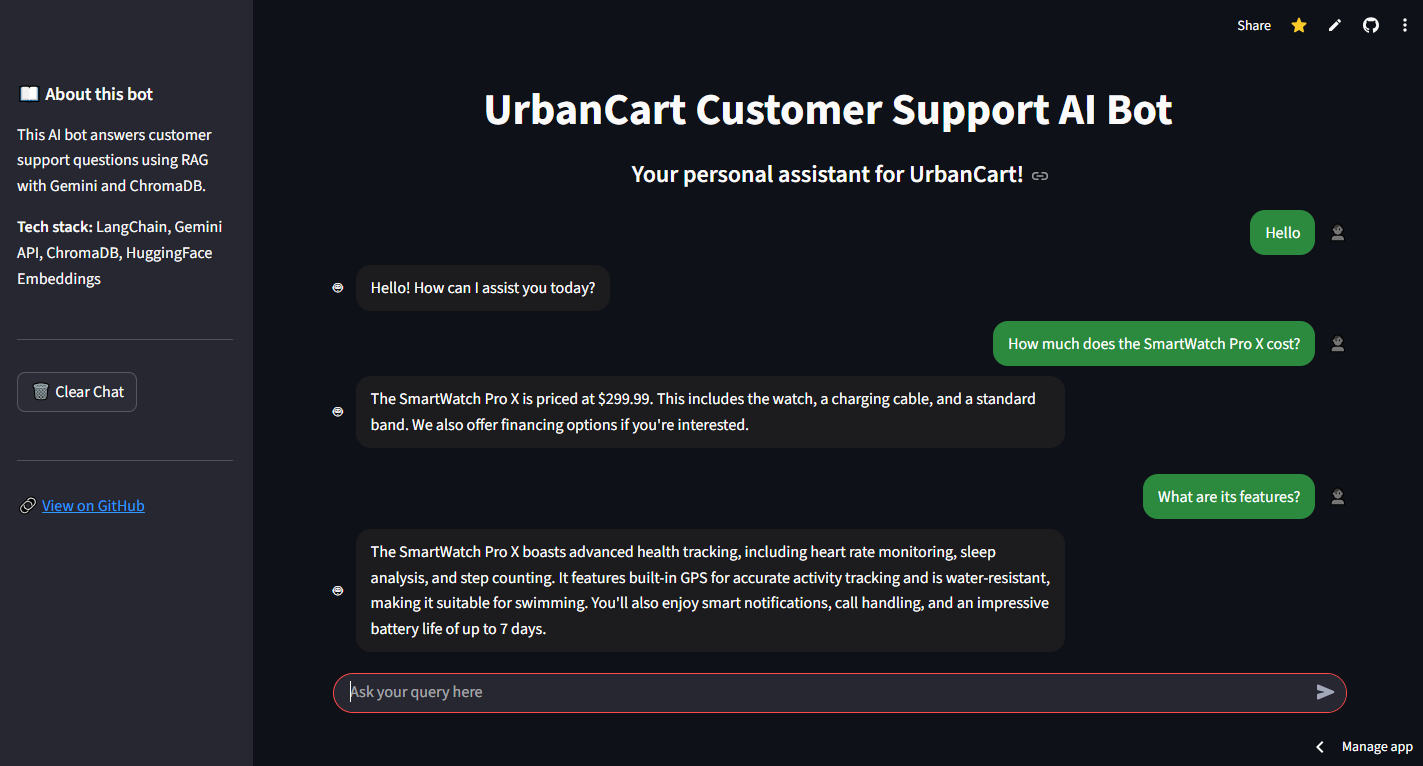 Share
📖 About this bot
This AI bot answers customer
support questions using RAG
with Gemini and ChromaDB.
Tech stack: LangChain, Gemini
API, ChromaDB, HuggingFace
Embeddings
🗑️ Clear Chat
🔗 View on GitHub
UrbanCart Customer Support AI Bot
Your personal assistant for UrbanCart!
Hello
Hello! How can I assist you today?
How much does the SmartWatch Pro X cost?
The SmartWatch Pro X is priced at $299.99. This includes the watch, a charging cable, and a standard
band. We also offer financing options if you're interested.
What are its features?
The SmartWatch Pro X boasts advanced health tracking, including heart rate monitoring, sleep
analysis, and step counting. It features built-in GPS for accurate activity tracking and is water-resistant,
making it suitable for swimming. You'll also enjoy smart notifications, call handling, and an impressive
battery life of up to 7 days.
Ask your query here
Manage app